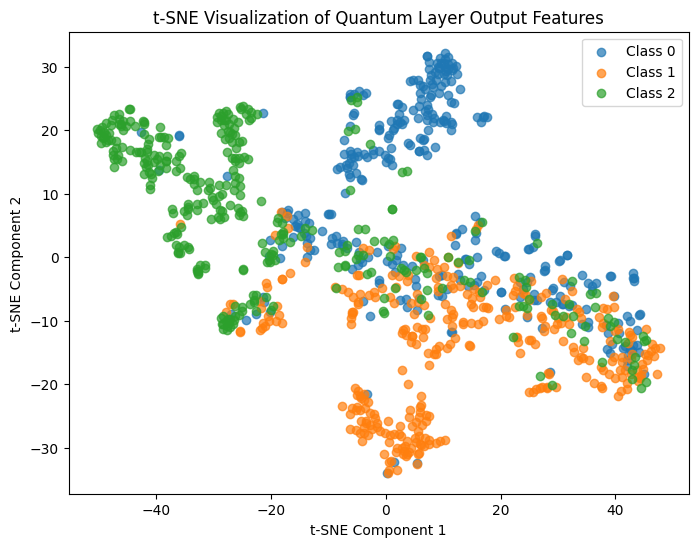 t-SNE Visualization of Quantum Layer Output Features
Class 0
Class 1
Class 2
30
20
10
0
−10
−20
−30
t-SNE Component 2
−40
−20
0
20
40
t-SNE Component 1